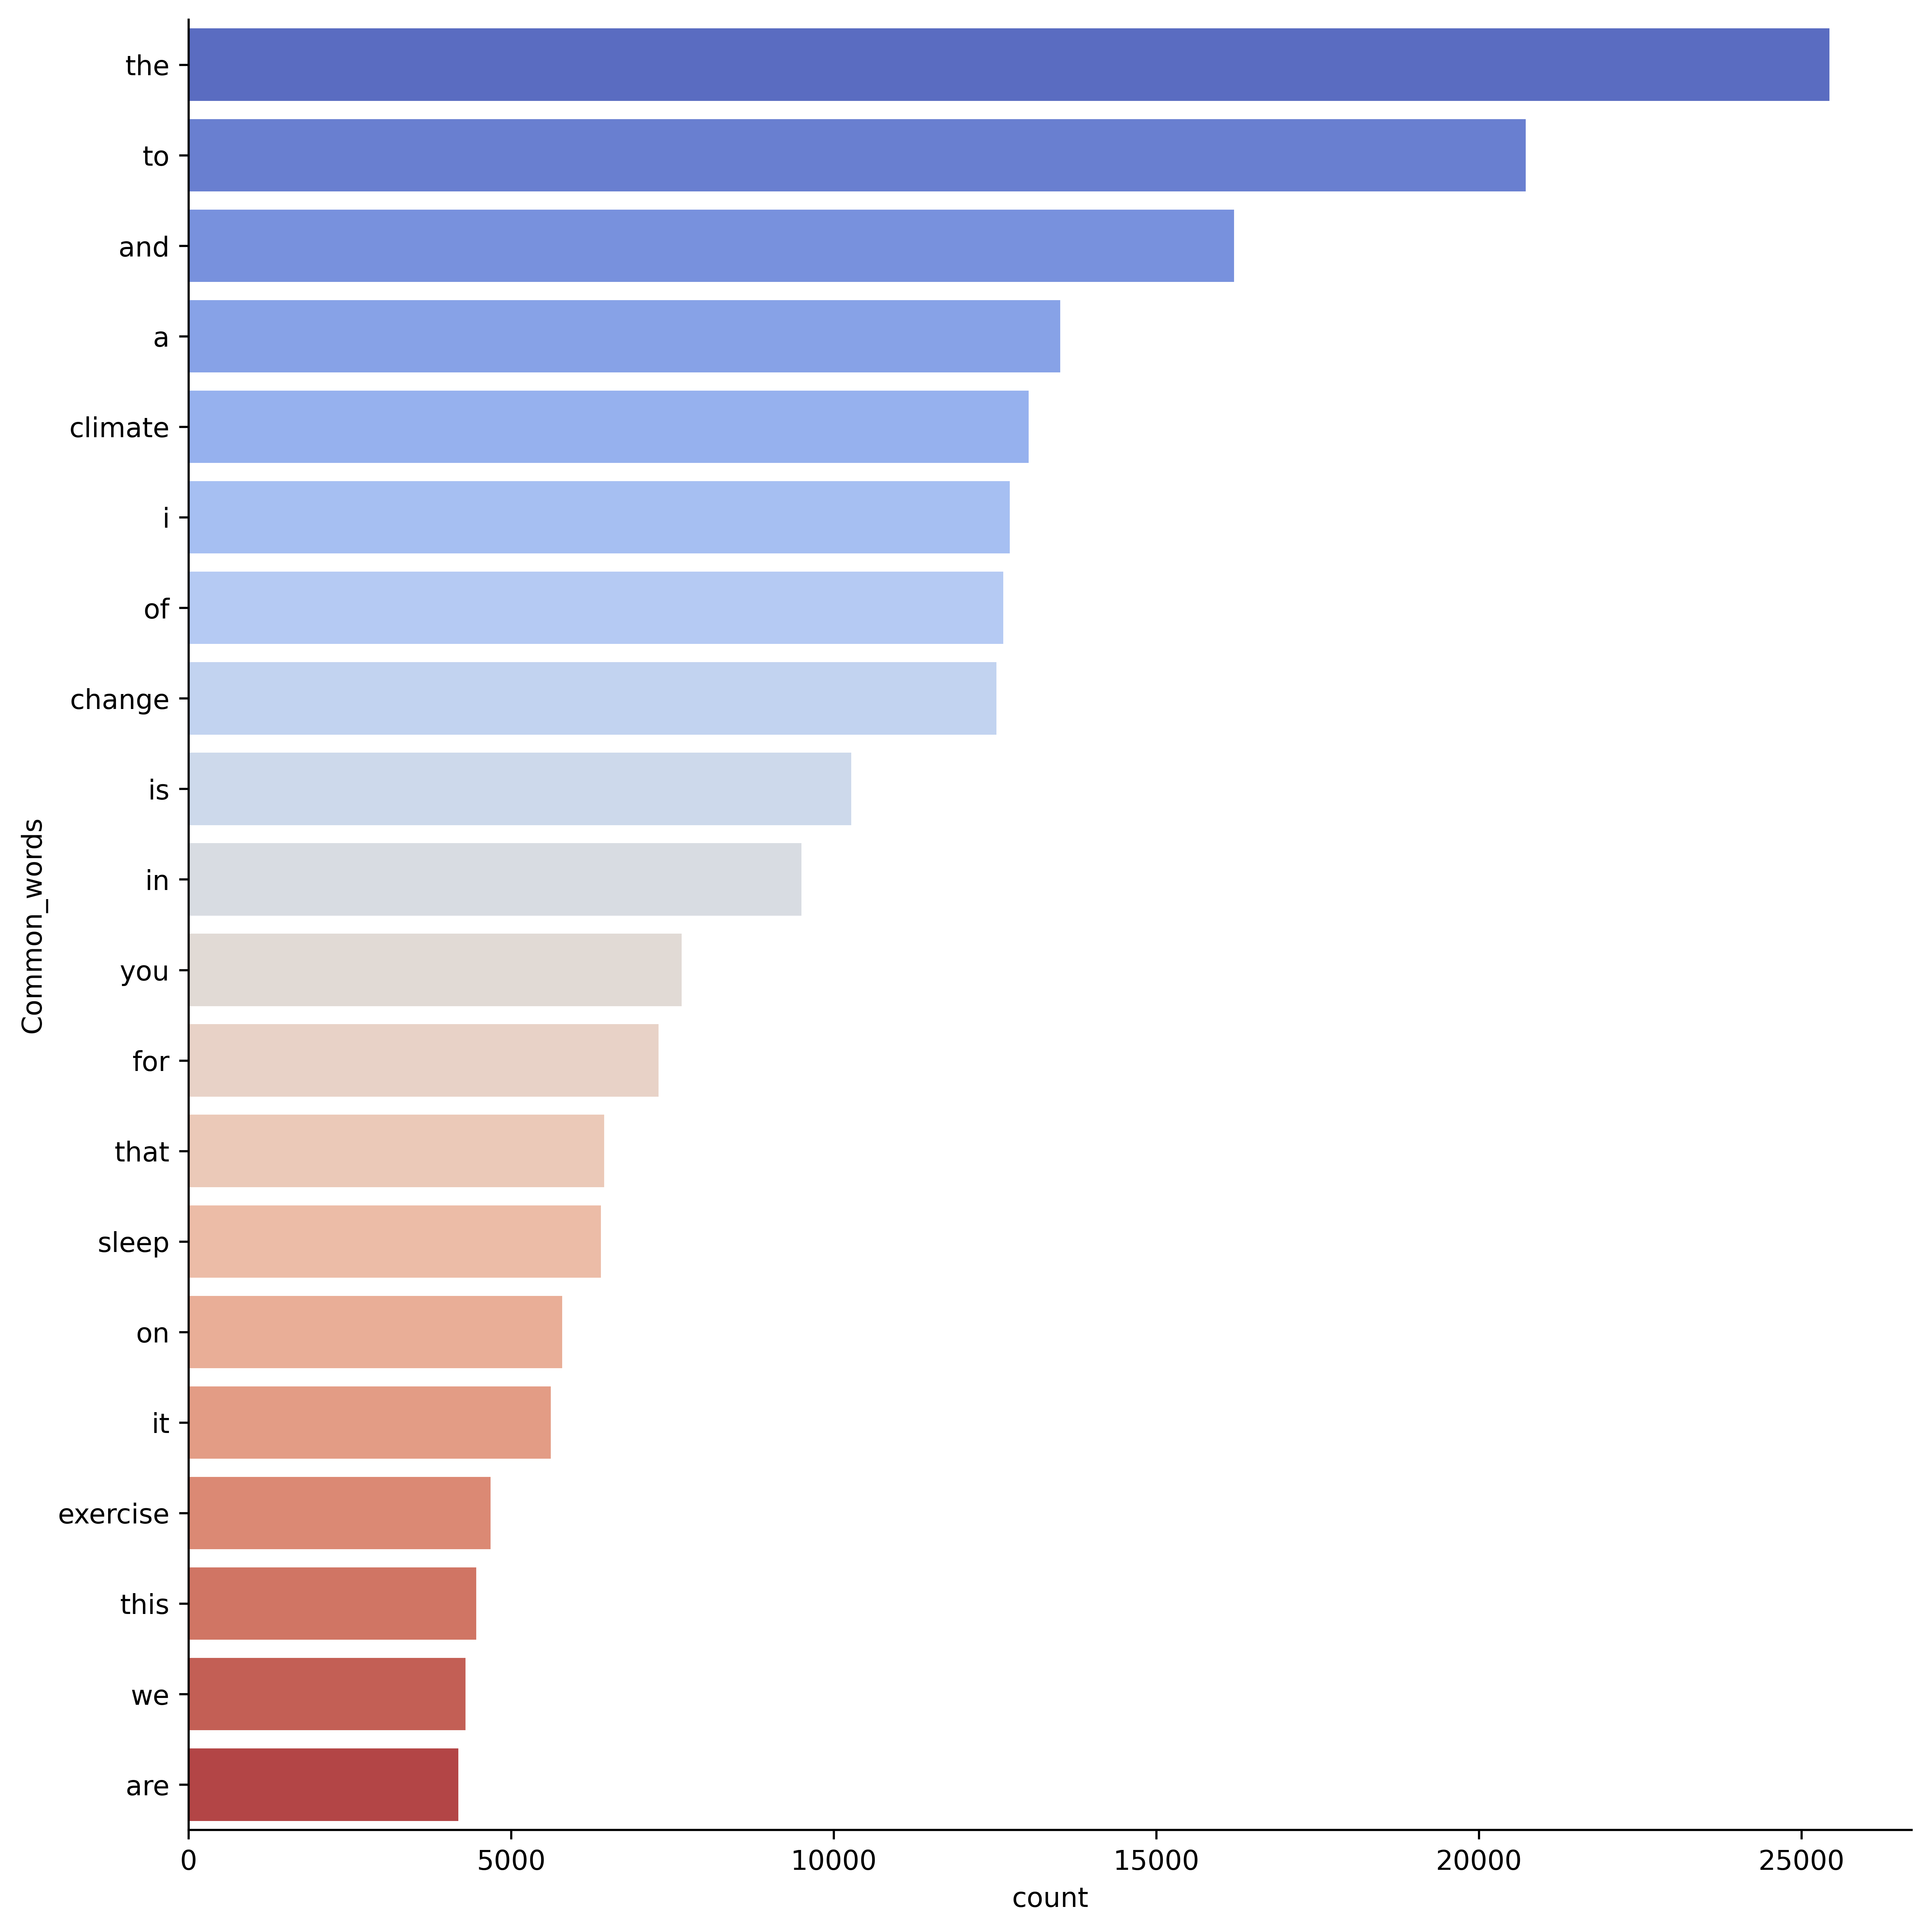 the
to
and
a
climate
i
of
change
is
in
you
for
that
sleep
on
it
exercise
this
we
are
Common_words
0 5000 10000 15000 20000 25000
count